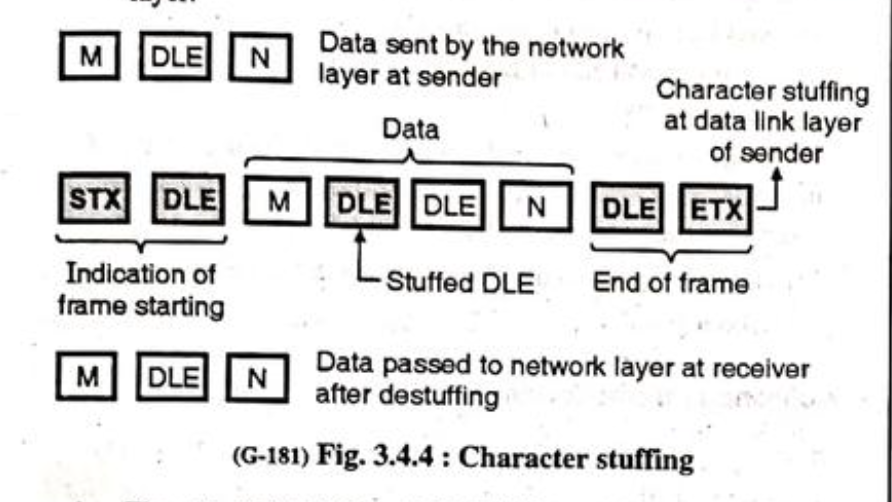 M DLE N Data sent by the network
layer at sender
Character stuffing
at data link layer
of sender
Data
STX DLE M DLE DLE N DLE ETX
Stuffed DLE
Indication of
frame starting
End of frame
M DLE N Data passed to network layer at receiver
after destuffing
(G-181) Fig. 3.4.4 : Character stuffing